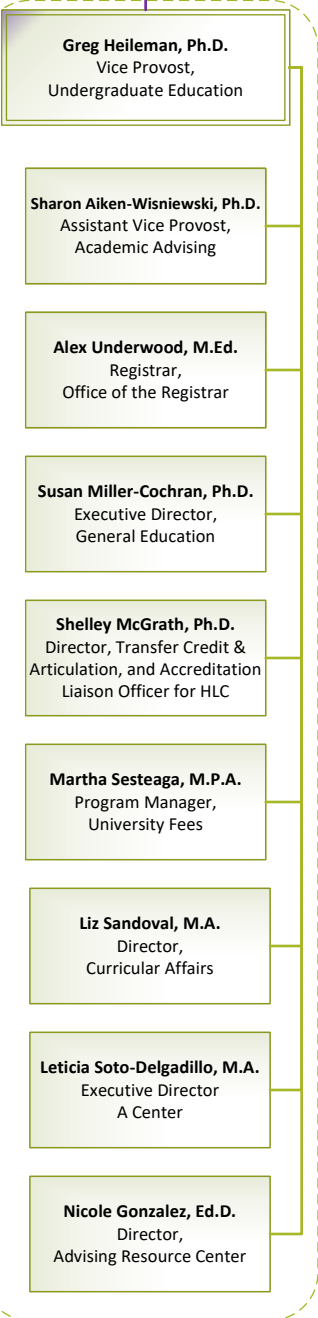 Greg Heileman, Ph.D.
Vice Provost,
Undergraduate Education
Sharon Aiken-Wisniewski, Ph.D.
Assistant Vice Provost,
Academic Advising
Alex Underwood, M.Ed.
Registrar,
Office of the Registrar
Susan Miller-Cochran, Ph.D.
Executive Director,
General Education
Shelley McGrath, Ph.D.
Director, Transfer Credit &
Articulation, and Accreditation
Liaison Officer for HLC
Martha Sesteaga, M.P.A.
Program Manager,
University Fees
Liz Sandoval, M.A.
Director,
Curricular Affairs
Leticia Soto-Delgadillo, M.A.
Executive Director
A Center
Nicole Gonzalez, Ed.D.
Director,
Advising Resource Center